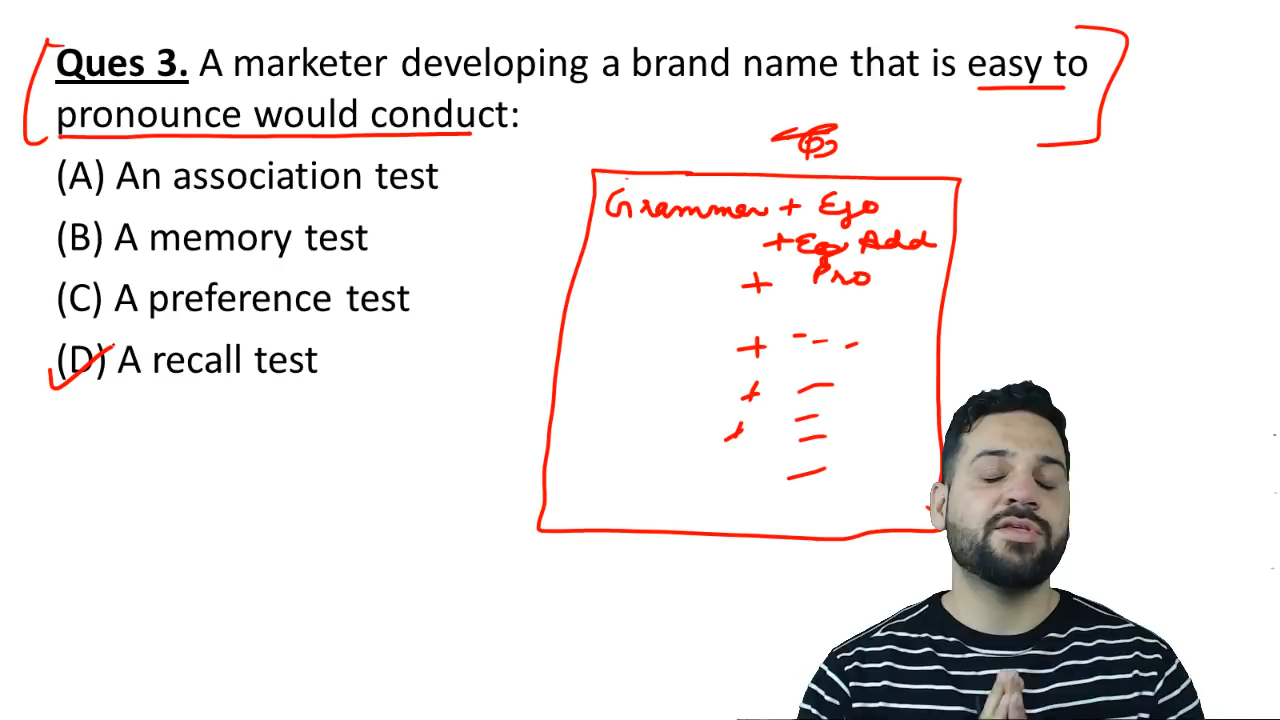 Ques 3. A marketer developing a brand name that is easy to
pronounce would conduct:
(A) An association test
(B) A memory test
(C) A preference test
(D) A recall test
Grammer + Ego
+ Eq Add
+ Pro
+ - - -
+
+